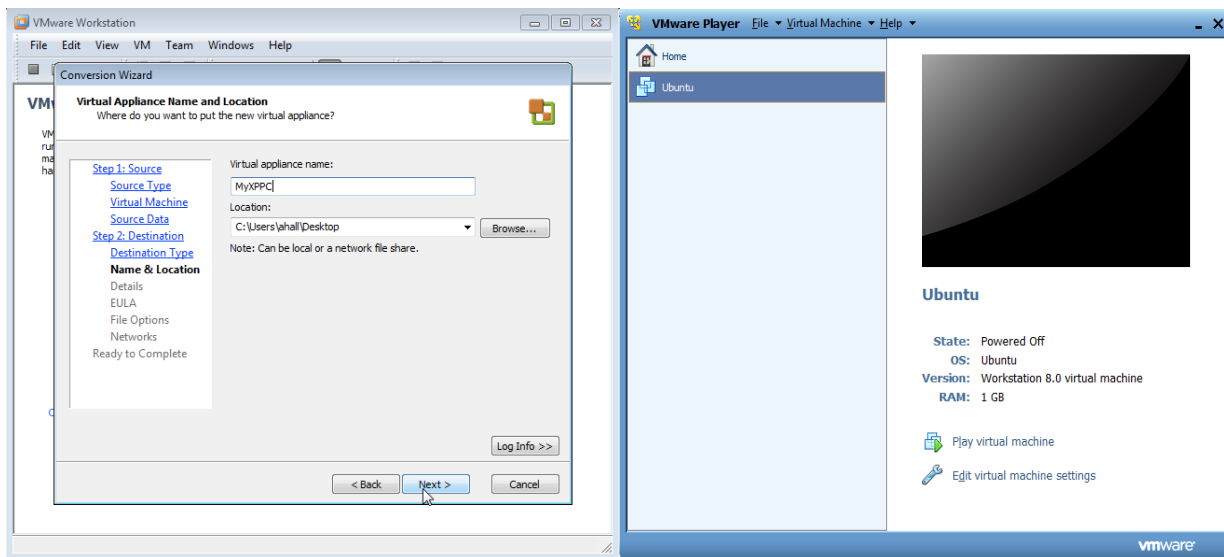 VMware Workstation
File Edit View VM Team Windows Help
Conversion Wizard
Virtual Appliance Name and Location
Where do you want to put the new virtual appliance?
Step 1: Source
Source Type
Virtual Machine
Source Data
Step 2: Destination
Destination Type
Name & Location
Details
EULA
File Options
Networks
Ready to Complete
Virtual appliance name:
MyXPPC
Location:
C:\Users\ahall\Desktop
Browse...
Note: Can be local or a network file share.
Log Info >>
< Back Next > Cancel
VMware Player File Virtual Machine Help
Home
Ubuntu
Ubuntu
State: Powered Off
OS: Ubuntu
Version: Workstation 8.0 virtual machine
RAM: 1 GB
Play virtual machine
Edit virtual machine settings
vmware